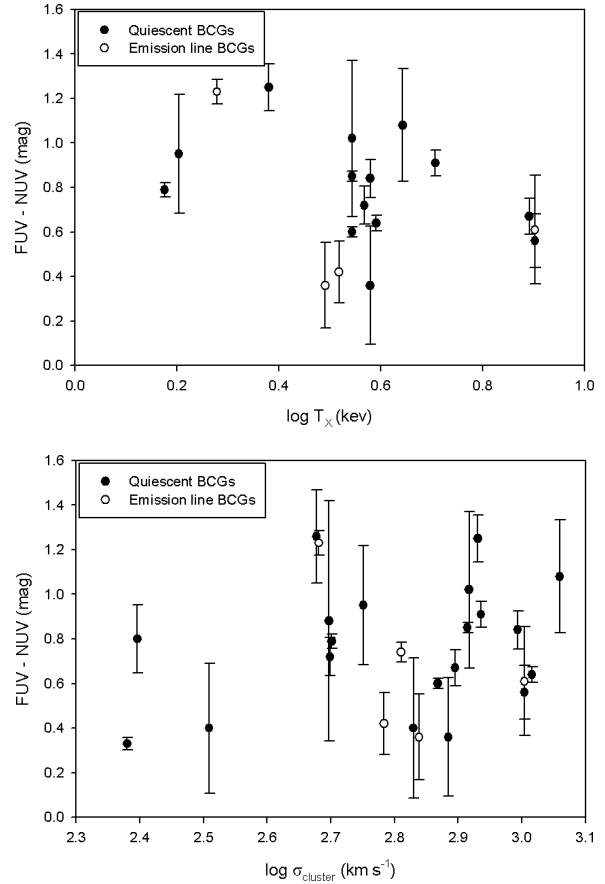 Quiescent BCGs
Emission line BCGs
1.6
1.4
1.2
1.0
0.8
0.6
0.4
0.2
0.0
FUV - NUV (mag)
0.0 0.2 0.4 0.6 0.8 1.0
log T_X (kev)
Quiescent BCGs
Emission line BCGs
1.6
1.4
1.2
1.0
0.8
0.6
0.4
0.2
0.0
FUV - NUV (mag)
2.3 2.4 2.5 2.6 2.7 2.8 2.9 3.0 3.1
log σ_cluster (km s⁻¹)